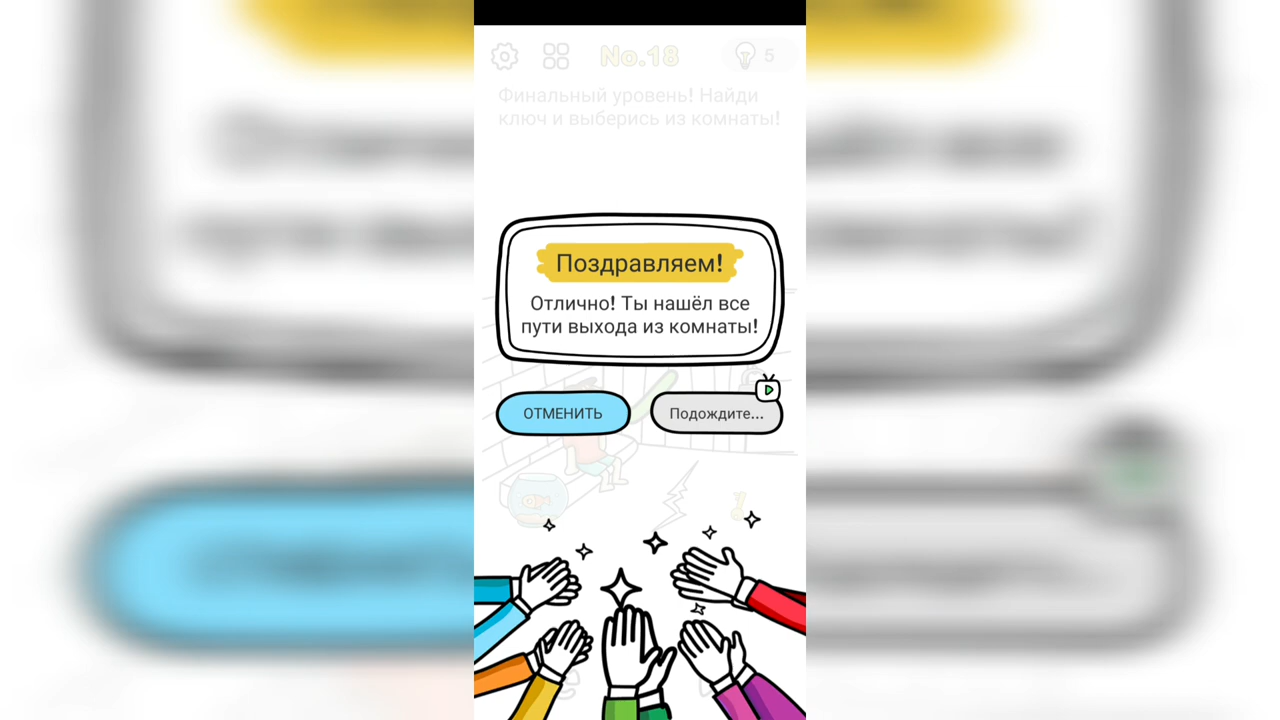 No.18
5
Финальный уровень! Найди
ключ и выберись из комнаты!
Поздравляем!
Отлично! Ты нашёл все
пути выхода из комнаты!
ОТМЕНИТЬ
Подождите...